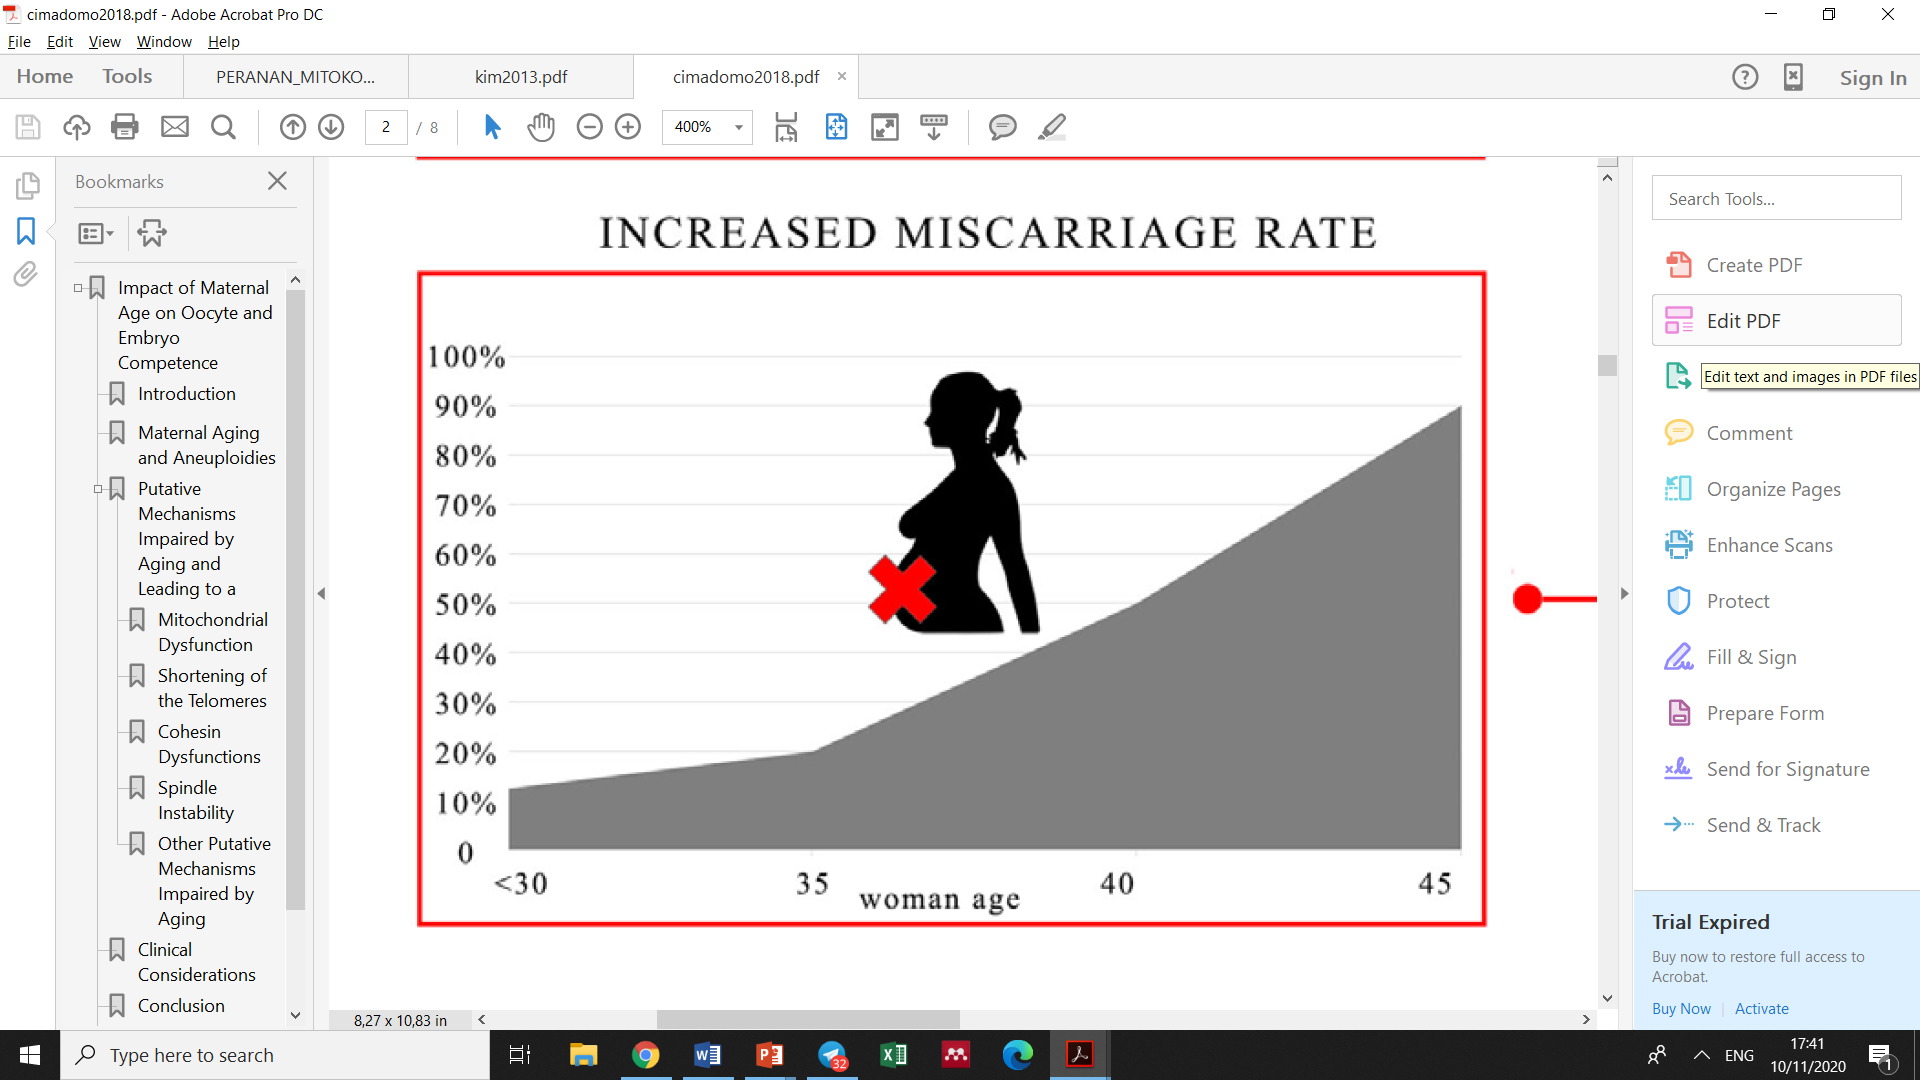 cimadomo2018.pdf - Adobe Acrobat Pro DC
File Edit View Window Help
Home Tools PERANAN_MITOKO... kim2013.pdf cimadomo2018.pdf Sign In
2 / 8 400%
Bookmarks
Impact of Maternal
Age on Oocyte and
Embryo
Competence
Introduction
Maternal Aging
and Aneuploidies
Putative
Mechanisms
Impaired by
Aging and
Leading to a
Mitochondrial
Dysfunction
Shortening of
the Telomeres
Cohesin
Dysfunctions
Spindle
Instability
Other Putative
Mechanisms
Impaired by
Aging
Clinical
Considerations
Conclusion
INCREASED MISCARRIAGE RATE
100%
90%
80%
70%
60%
50%
40%
30%
20%
10%
0
<30 35 40 45
woman age
8,27 x 10,83 in
Search Tools...
Create PDF
Edit PDF
Edit text and images in PDF files
Comment
Organize Pages
Enhance Scans
Protect
Fill & Sign
Prepare Form
Send for Signature
Send & Track
Trial Expired
Buy now to restore full access to
Acrobat.
Buy Now Activate
Type here to search
32
ENG
17:41
10/11/2020
1